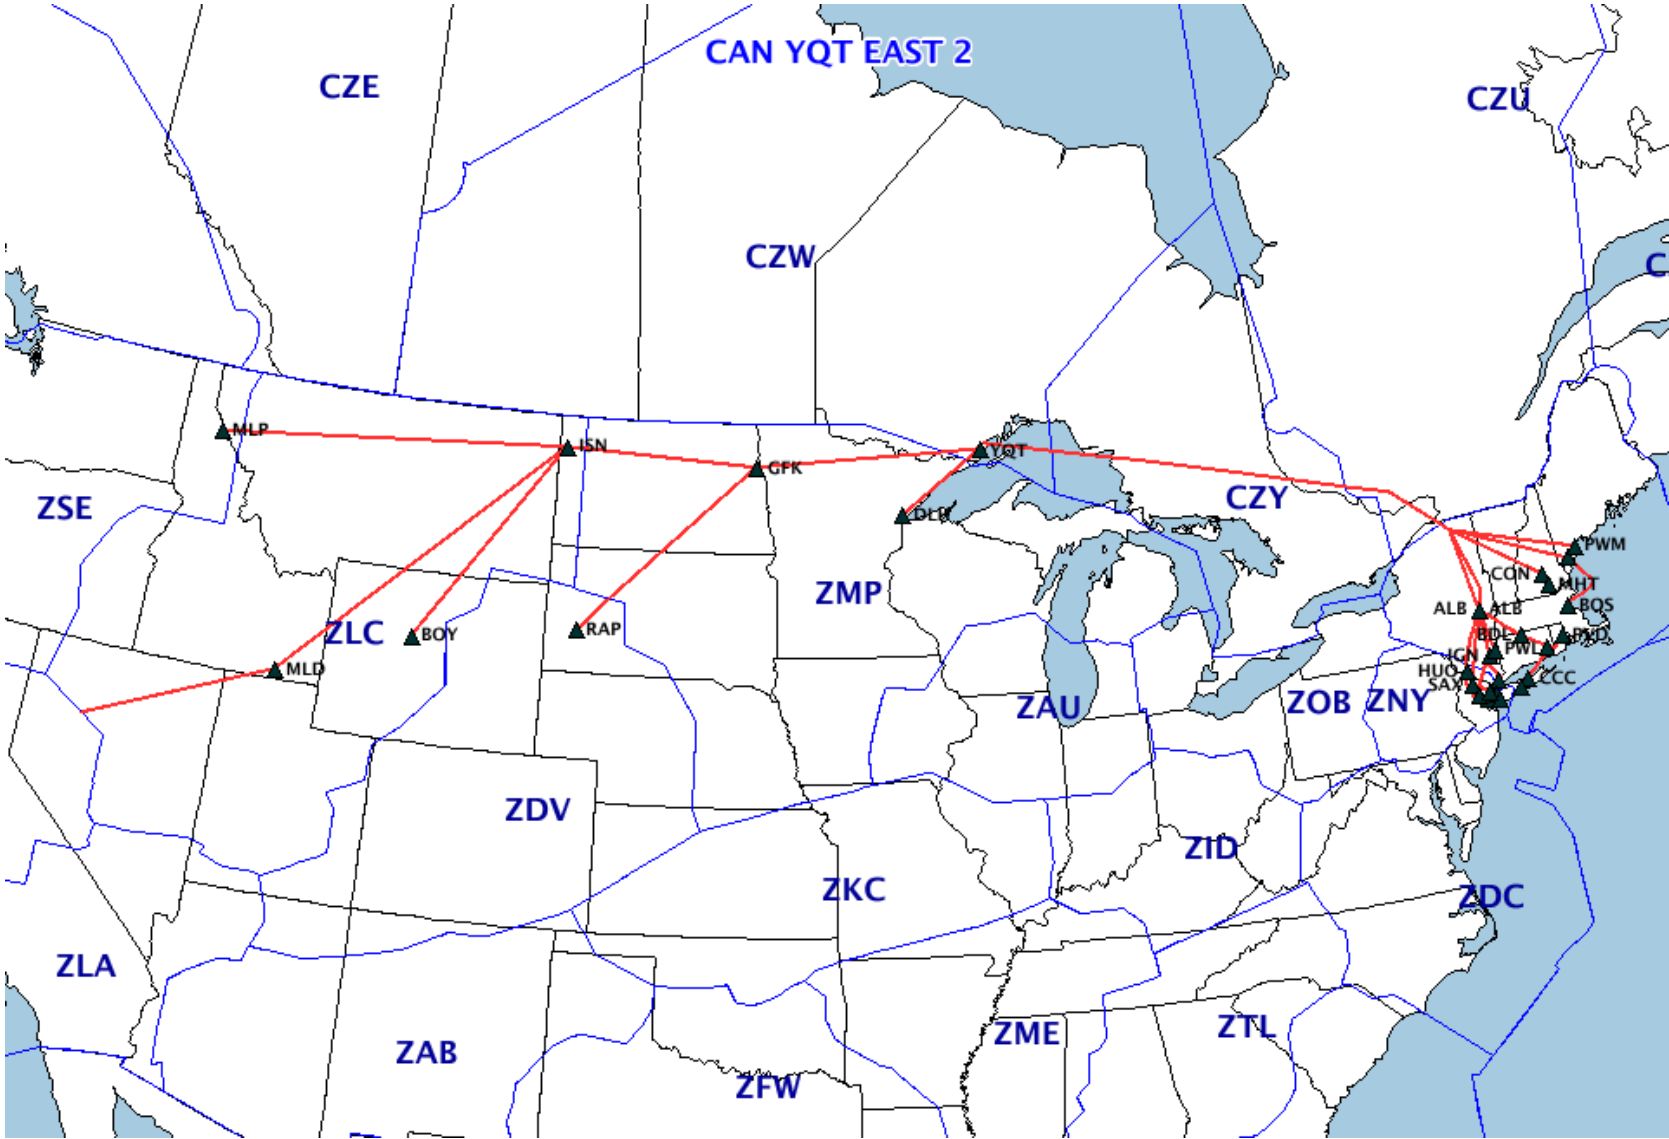 CAN YQT EAST 2
CZE
CZU
CZW
C
MLP
ISN
GFK
YQT
ZSE
CZY
DLH
PWM
CON
MHT
ZMP
ALB
ALB
BOS
ZLC
BOY
RAP
BDL
PVD
IGN
PWL
MLD
HUO
SAX
CCC
ZAU
ZOB
ZNY
ZDV
ZID
ZKC
ZDC
ZLA
ZME
ZTL
ZAB
ZFW